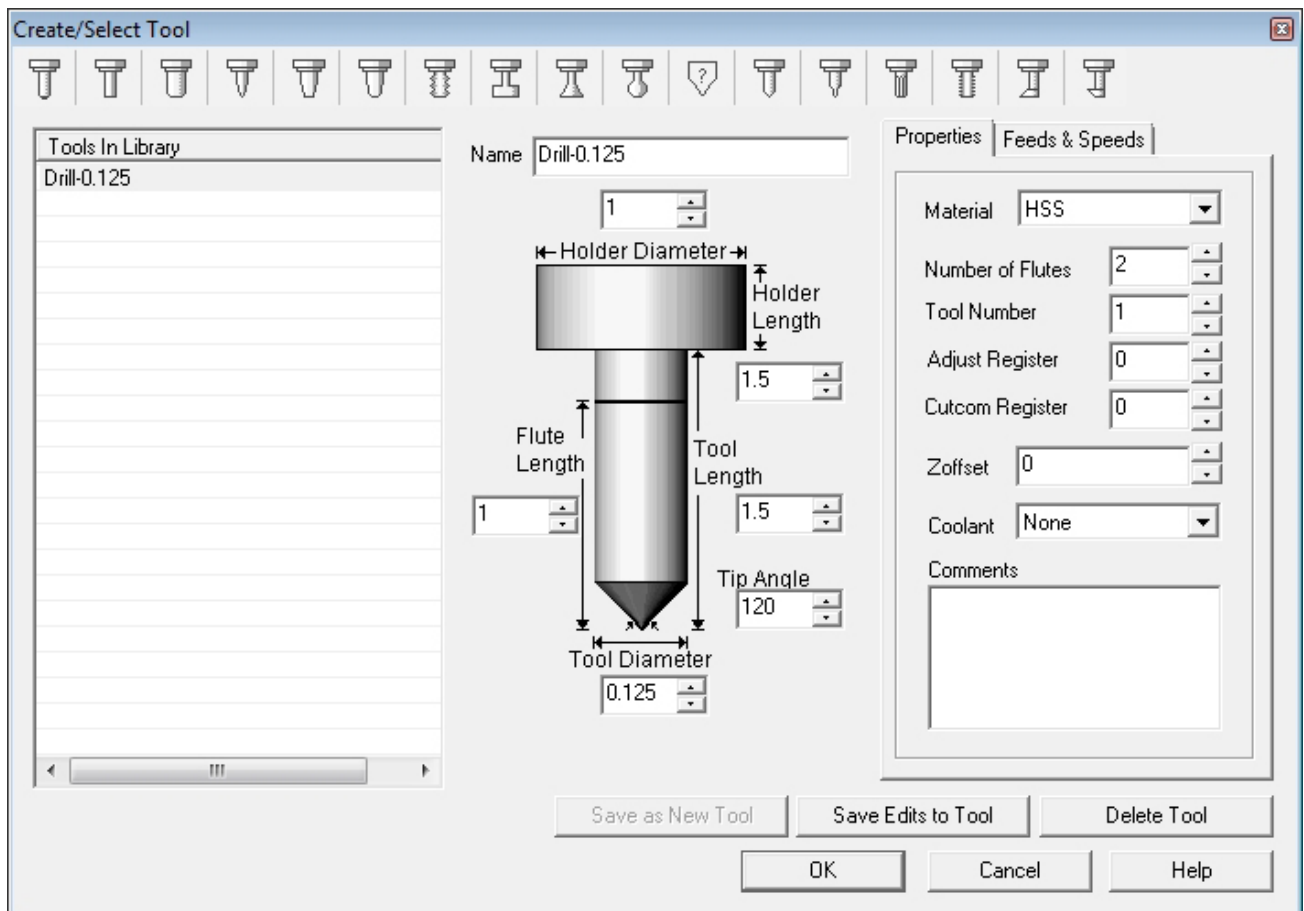 Create/Select Tool
?
Tools In Library
Drill-0.125
Name Drill-0.125
1
Holder Diameter
Holder
Length
1.5
Flute
Length
1
Tool
Length
1.5
Tip Angle
120
Tool Diameter
0.125
Properties Feeds & Speeds
Material HSS
Number of Flutes 2
Tool Number 1
Adjust Register 0
Cutcom Register 0
Zoffset 0
Coolant None
Comments
Save as New Tool Save Edits to Tool Delete Tool
OK Cancel Help